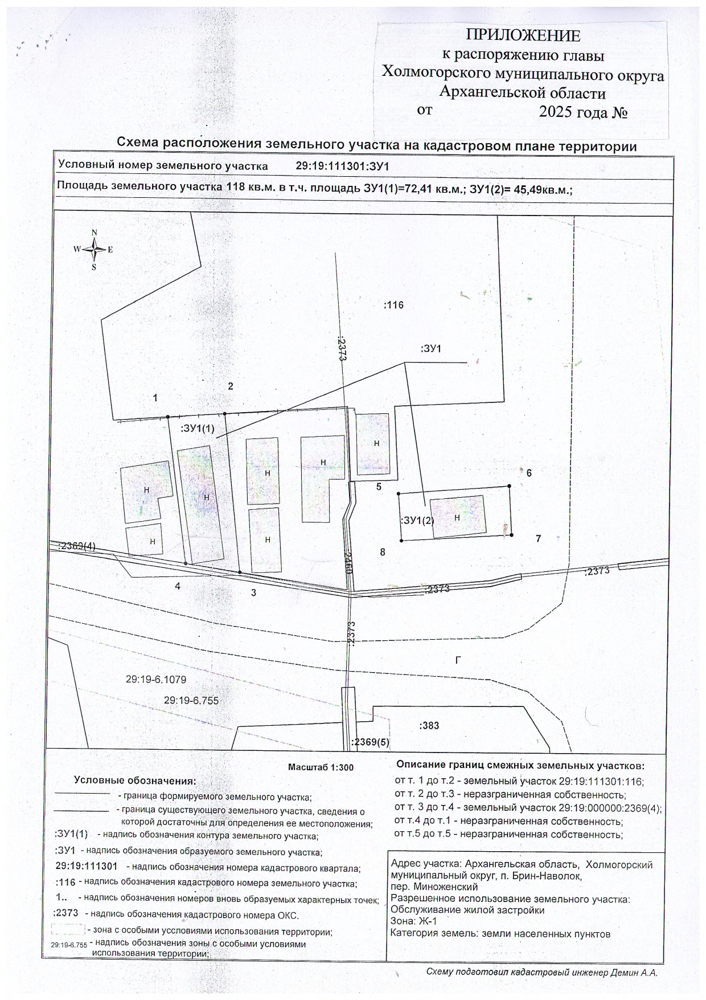 ПРИЛОЖЕНИЕ
к распоряжению главы
Холмогорского муниципального округа
Архангельской области
от 2025 года №
Схема расположения земельного участка на кадастровом плане территории
Условный номер земельного участка 29:19:111301:ЗУ1
Площадь земельного участка 118 кв.м. в т.ч. площадь ЗУ1(1)=72,41 кв.м.; ЗУ1(2)= 45,49кв.м.;
N
W E
S
:116
:2373
:ЗУ1
2
1
:ЗУ1(1)
Н
Н
Н
6
5
Н
Н
:ЗУ1(2)
Н
Н
Н
7
:2369(4)
8
:2460
:2373
4
3
:2373
:2373
Г
29:19-6.1079
29:19-6.755
:383
:2369(5)
Масштаб 1:300
Условные обозначения:
- граница формируемого земельного участка;
- граница существующего земельного участка, сведения о
которой достаточны для определения ее местоположения;
:ЗУ1(1) - надпись обозначения контура земельного участка;
:ЗУ1 - надпись обозначения образуемого земельного участка;
29:19:111301 - надпись обозначения номера кадастрового квартала;
:116 - надпись обозначения кадастрового номера земельного участка;
1.. - надпись обозначения номеров вновь образуемых характерных точек;
:2373 - надпись обозначения кадастрового номера ОКС.
- зона с особыми усслoвиями использования территории;
29:19-6.755 - надпись обозначения зоны с особыми условиями
использования территории;
Описание границ смежных земельных участков:
от т. 1 до т.2 - земельный участок 29:19:111301:116;
от т. 2 до т.3 - неразграниченная собственность;
от т. 3 до т.4 - земельный участок 29:19:000000:2369(4);
от т.4 до т.1 - неразграниченная собственность;
от т.5 до т.5 - неразграниченная собственность;
Адрес участка: Архангельская область, Холмогорский
муниципальный округ, п. Брин-Наволок,
пер. Миноженский
Разрешенное использование земельного участка:
Обслуживание жилой застройки
Зона: Ж-1
Категория земель: земли населенных пунктов
Схему подготовил кадастровый инженер Демин А.А.